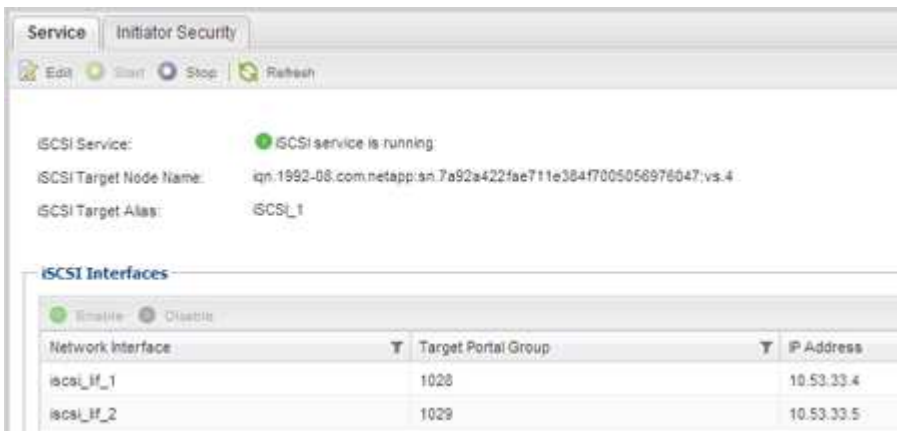 Service Initiator Security
Edit Start Stop Refresh
iSCSI Service: iSCSI service is running
iSCSI Target Node Name: iqn.1992-08.com.netapp:sn.7a92a422fae711e384f7005056976047:vs.4
iSCSI Target Alias: iSCSI_1
iSCSI Interfaces
Enable Disable
Network Interface Target Portal Group IP Address
iscsi_lif_1 1028 10.53.33.4
iscsi_lif_2 1029 10.53.33.5